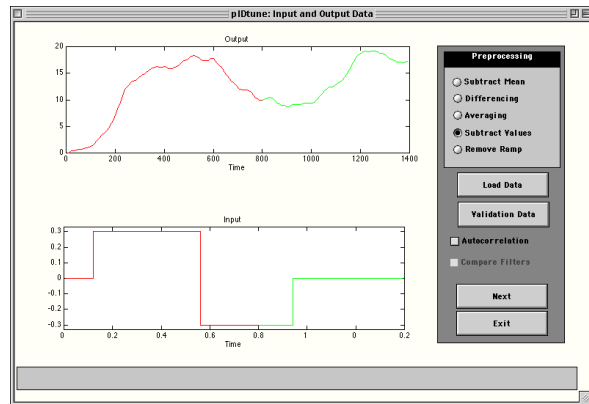 pIDtune: Input and Output Data
Output
20
15
10
5
0
0 200 400 600 800 1000 1200 1400
Time
Input
0.3
0.2
0.1
0
-0.1
-0.2
-0.3
0 0.2 0.4 0.6 0.8 1 0 0.2
Time
Preprocessing
Subtract Mean
Differencing
Averaging
Subtract Values
Remove Ramp
Load Data
Validation Data
Autocorrelation
Compare Filters
Next
Exit